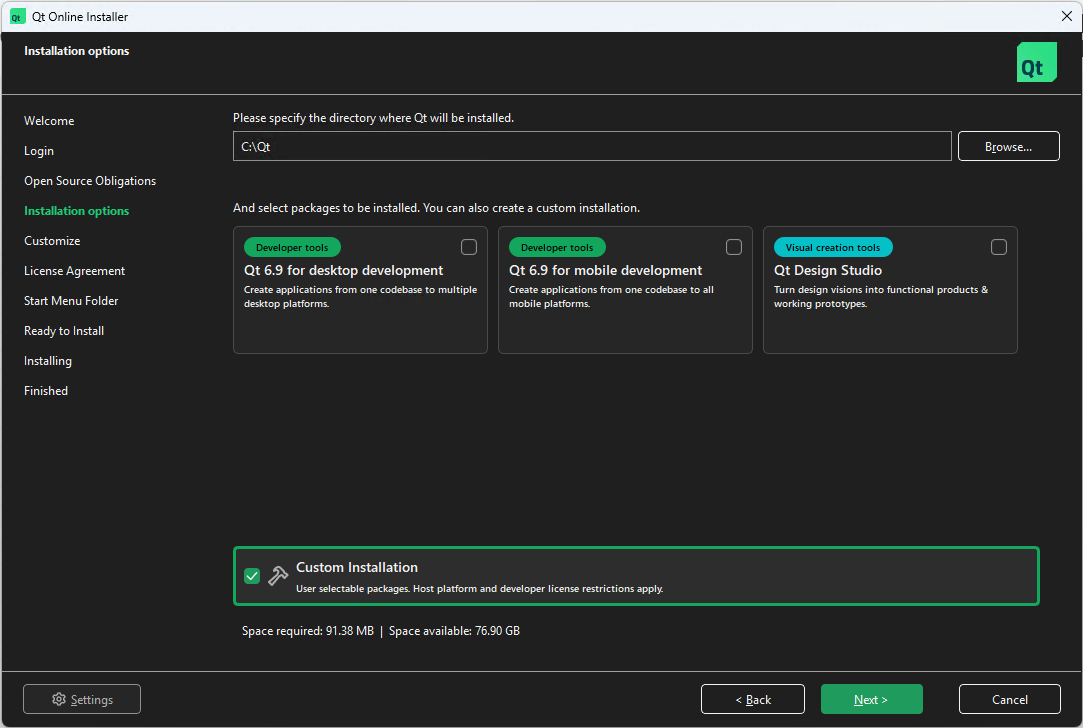 Qt Qt Online Installer
Installation options
Qt
Welcome
Login
Open Source Obligations
Installation options
Customize
License Agreement
Start Menu Folder
Ready to Install
Installing
Finished
Please specify the directory where Qt will be installed.
C:\Qt
Browse...
And select packages to be installed. You can also create a custom installation.
Developer tools
Qt 6.9 for desktop development
Create applications from one codebase to multiple
desktop platforms.
Developer tools
Qt 6.9 for mobile development
Create applications from one codebase to all
mobile platforms.
Visual creation tools
Qt Design Studio
Turn design visions into functional products &
working prototypes.
Custom Installation
User selectable packages. Host platform and developer license restrictions apply.
Space required: 91.38 MB | Space available: 76.90 GB
Settings
< Back
Next >
Cancel